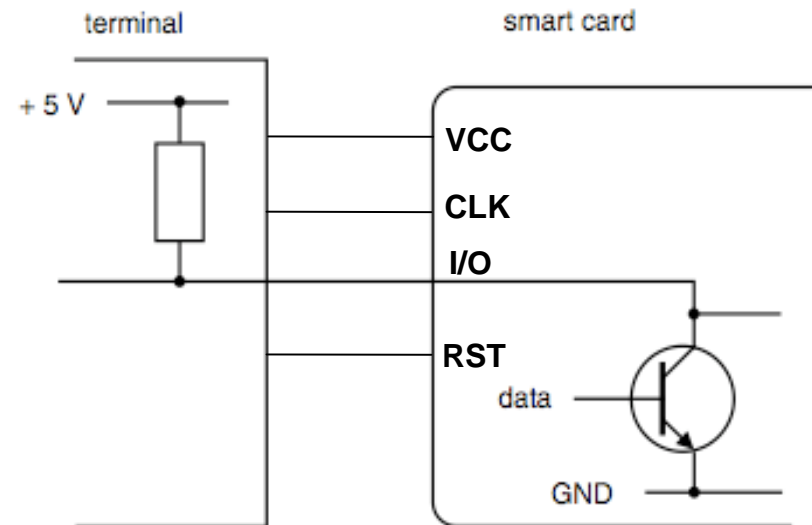 terminal
smart card
+ 5 V
VCC
CLK
I/O
RST
data
GND